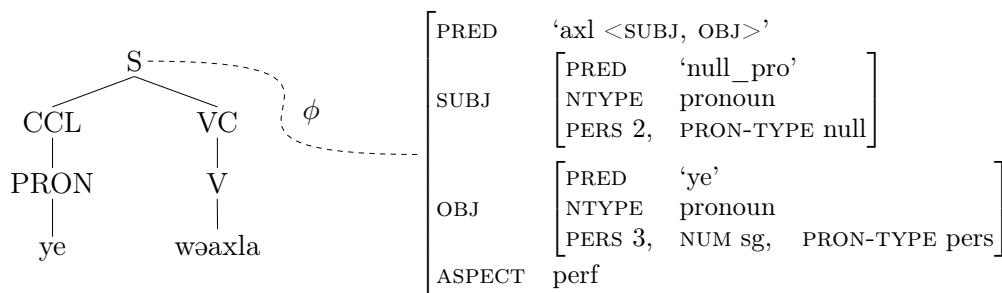 S
CCL VC
PRON V
ye wəaxla
ϕ
PRED ‘axl <SUBJ, OBJ>’
SUBJ
PRED ‘null_pro’
NTYPE pronoun
PERS 2, PRON-TYPE null
OBJ
PRED ‘ye’
NTYPE pronoun
PERS 3, NUM sg, PRON-TYPE pers
ASPECT perf